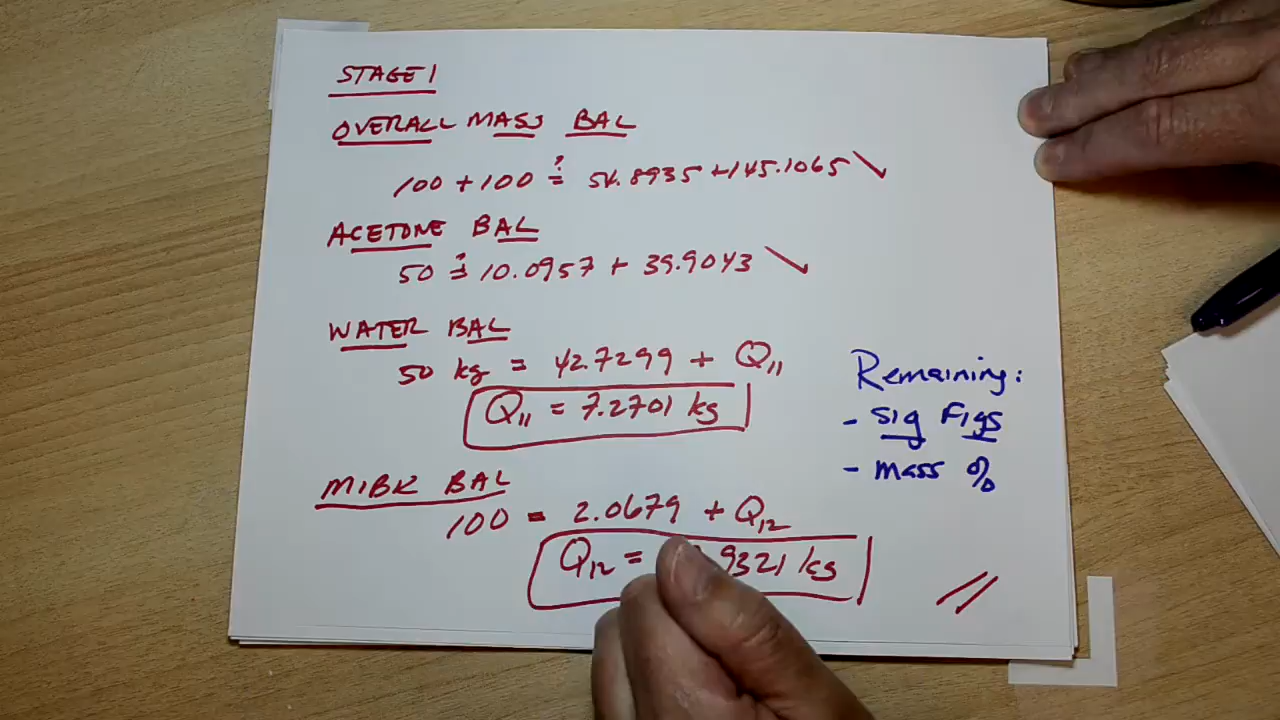 STAGE 1
OVERALL MASS BAL
100 + 100 ≟ 54.8935 + 145.1065 \
ACETONE BAL
50 ≟ 10.0957 + 39.9043 \
WATER BAL
50 kg = 42.7299 + Q11
Q11 = 7.2701 kg
Remaining:
- Sig Figs
- mass %
MIBK BAL
100 = 2.0679 + Q12
Q12 = 9321 kg
//